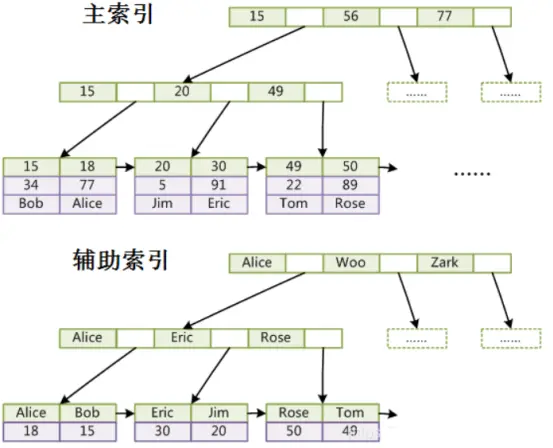 主索引
15 56 77
15 20 49
...... ......
15 18 20 30 49 50
34 77 5 91 22 89
Bob Alice Jim Eric Tom Rose
......
辅助索引
Alice Woo Zark
Alice Eric Rose
...... ......
Alice Bob Eric Jim Rose Tom
18 15 30 20 50 49